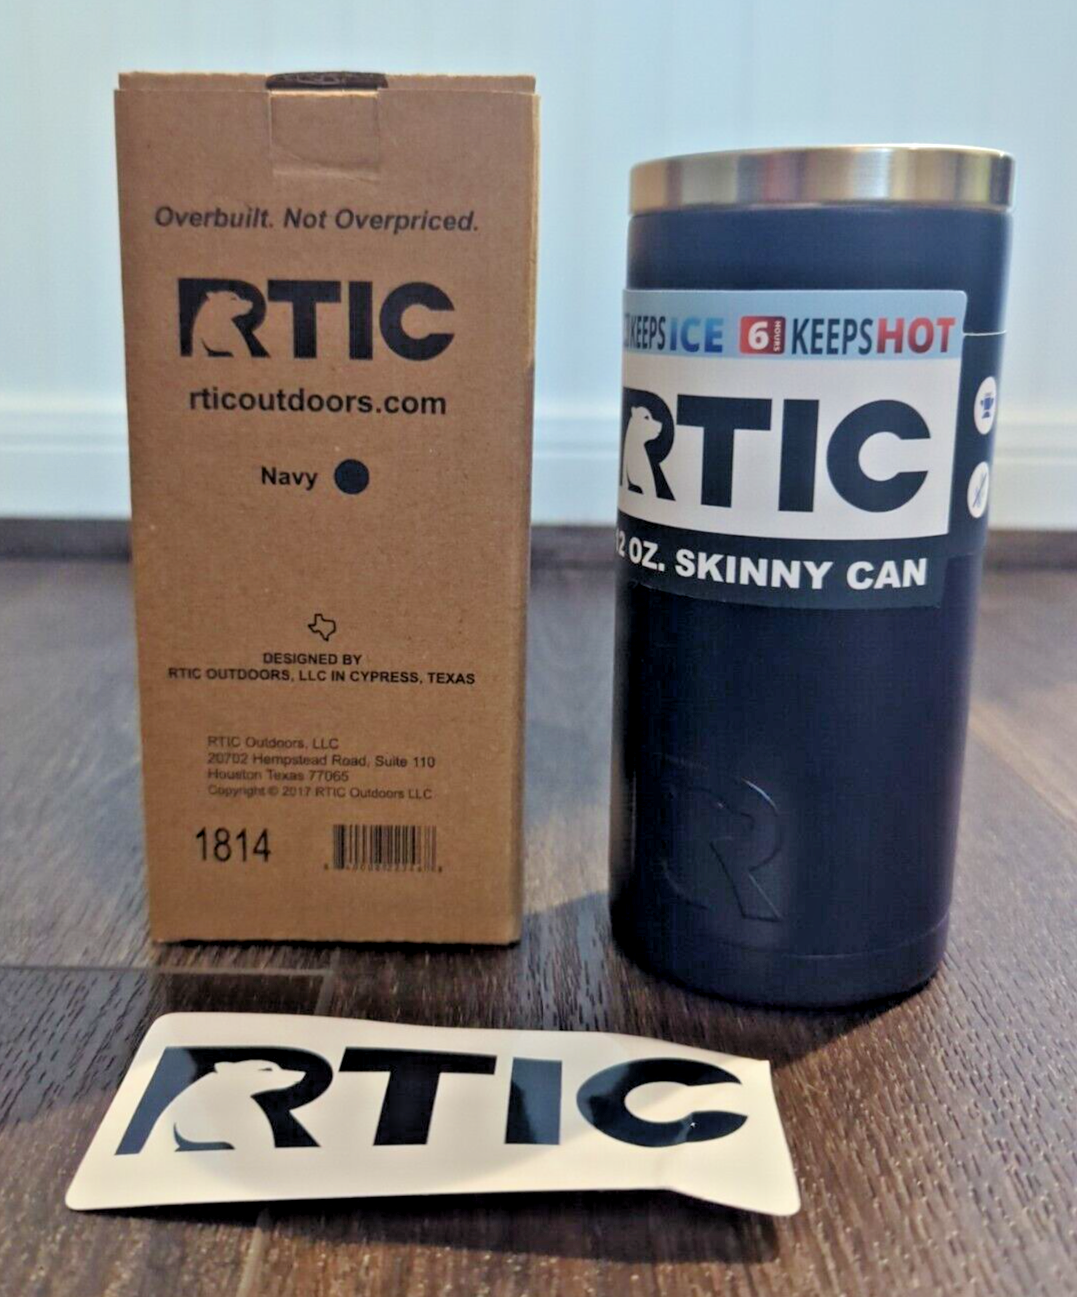 Overbuilt. Not Overpriced.
RTIC
rticoutdoors.com
Navy
DESIGNED BY
RTIC OUTDOORS, LLC IN CYPRESS, TEXAS
RTIC Outdoors, LLC
20702 Hempstead Road, Suite 110
Houston Texas 77065
Copyright © 2017 RTIC Outdoors LLC
1814
KEEPS ICE 6 HOURS KEEPS HOT
RTIC
OZ. SKINNY CAN
R
RTIC